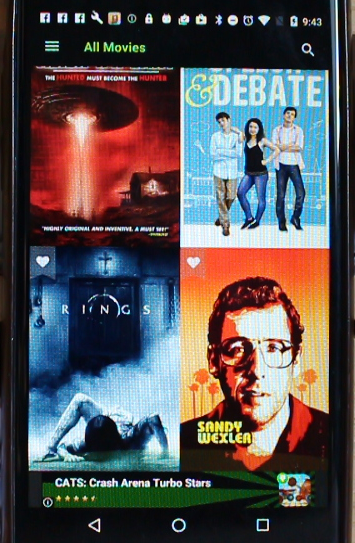 9:43
All Movies
THE HUNTED MUST BECOME THE HUNTER
& DEBATE
"HIGHLY ORIGINAL AND INVENTIVE. A MUST SEE!"
RINGS
SANDY
WEXLER
CATS: Crash Arena Turbo Stars